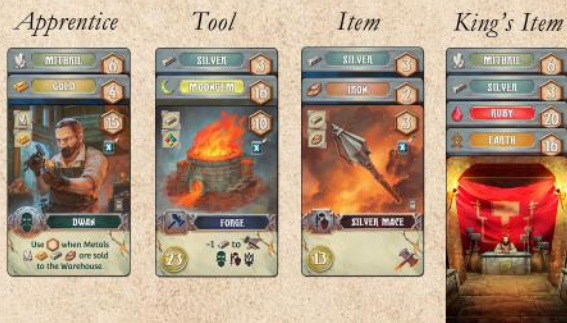 Apprentice
Tool
Item
King's Item
MITHRIL 6
GOLD 4
15
DWAN
Use when Metals
are sold
to the Warehouse.
SILVER 3
MOONGEM 16
10
FORGE
23
-1 to
SILVER 3
IRON 2
3
SILVER MACE
13
MITHRIL 6
SILVER 3
RUBY 20
EARTH 16